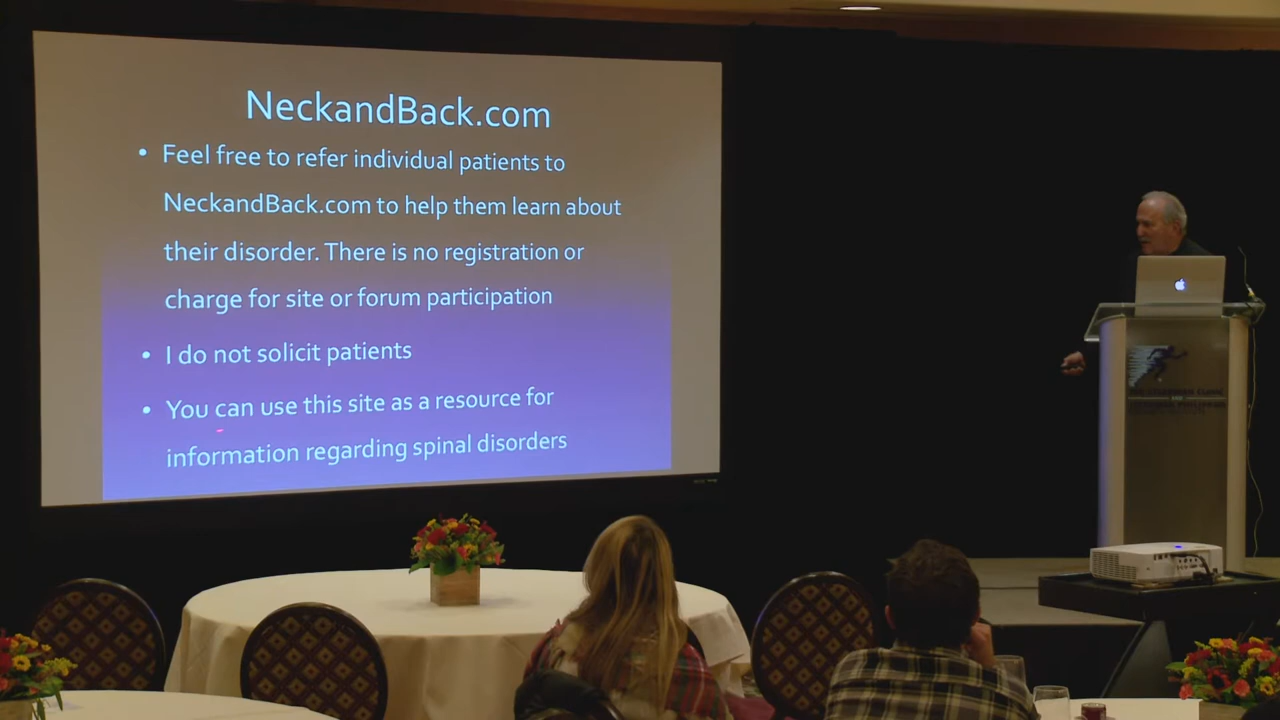 NeckandBack.com
• Feel free to refer individual patients to
NeckandBack.com to help them learn about
their disorder. There is no registration or
charge for site or forum participation
• I do not solicit patients
• You can use this site as a resource for
information regarding spinal disorders